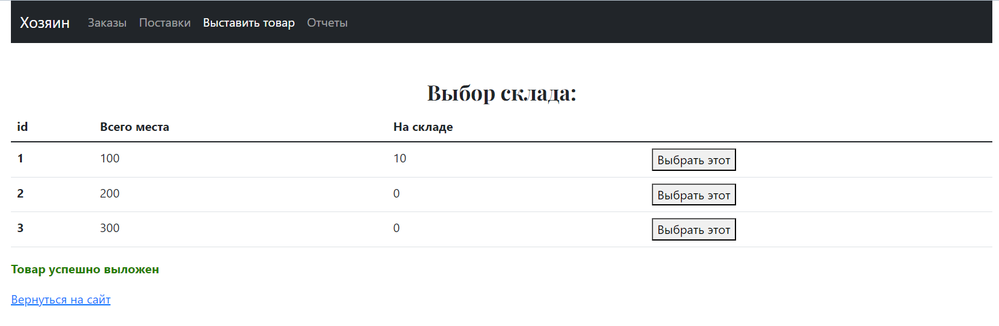 Хозяин Заказы Поставки Выставить товар Отчеты
Выбор склада:
id Всего места На складе
1 100 10 Выбрать этот
2 200 0 Выбрать этот
3 300 0 Выбрать этот
Товар успешно выложен
Вернуться на сайт